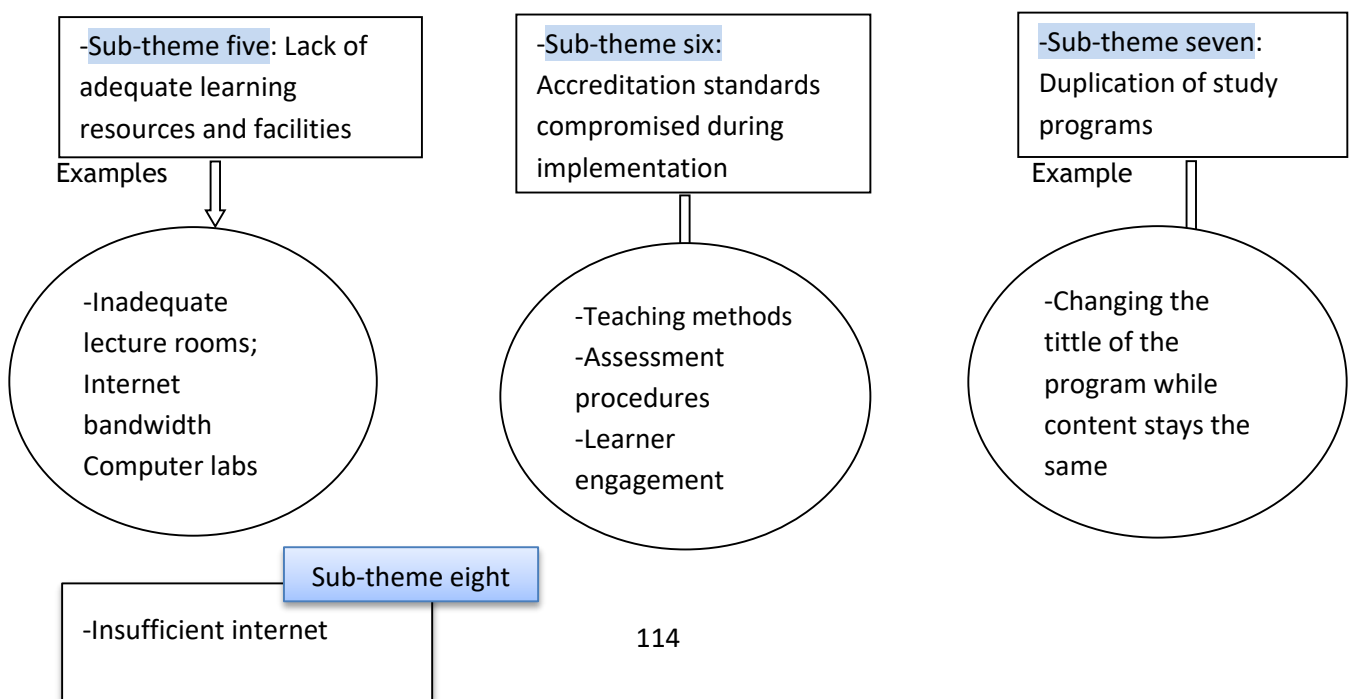 -Sub-theme five: Lack of
adequate learning
resources and facilities
Examples
-Inadequate
lecture rooms;
Internet
bandwidth
Computer labs
-Sub-theme six:
Accreditation standards
compromised during
implementation
-Teaching methods
-Assessment
procedures
-Learner
engagement
-Sub-theme seven:
Duplication of study
programs
Example
-Changing the
tittle of the
program while
content stays the
same
Sub-theme eight
-Insufficient internet
114